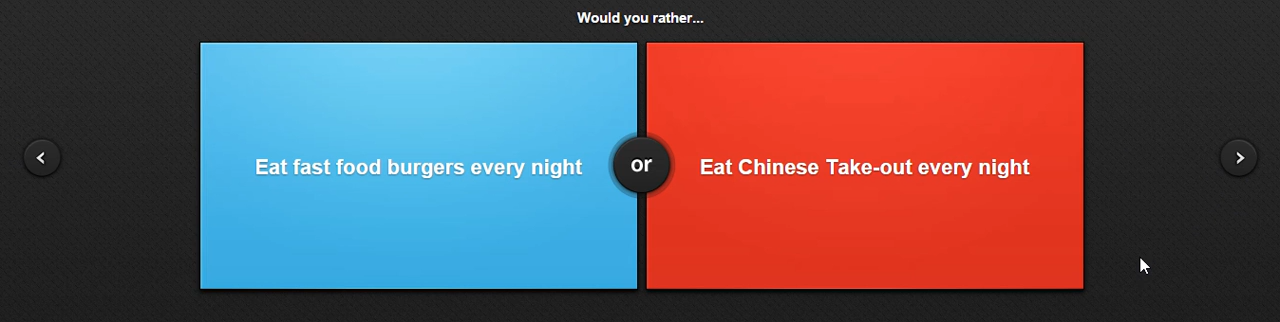 Would you rather...
Eat fast food burgers every night
or
Eat Chinese Take-out every night